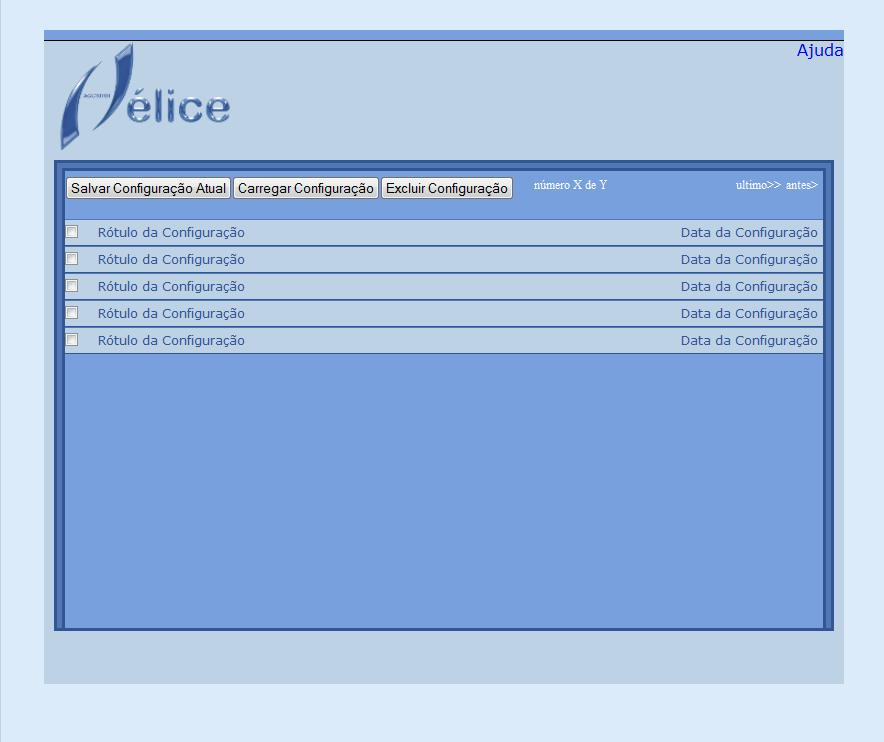 Ajuda
élice
Salvar Configuração Atual Carregar Configuração Excluir Configuração número X de Y ultimo>> antes>
Rótulo da Configuração Data da Configuração
Rótulo da Configuração Data da Configuração
Rótulo da Configuração Data da Configuração
Rótulo da Configuração Data da Configuração
Rótulo da Configuração Data da Configuração